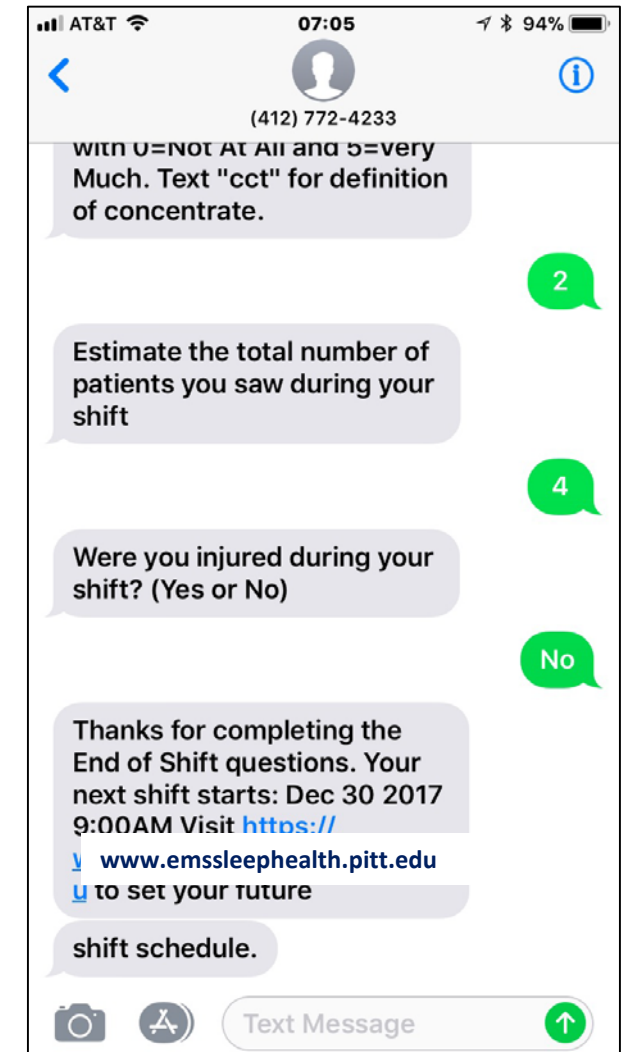 AT&T 07:05 94%
(412) 772-4233
with 0=Not At All and 5=Very
Much. Text "cct" for definition
of concentrate.
2
Estimate the total number of
patients you saw during your
shift
4
Were you injured during your
shift? (Yes or No)
No
Thanks for completing the
End of Shift questions. Your
next shift starts: Dec 30 2017
9:00AM Visit https://
www.emssleephealth.pitt.edu
u to set your future
shift schedule.
Text Message